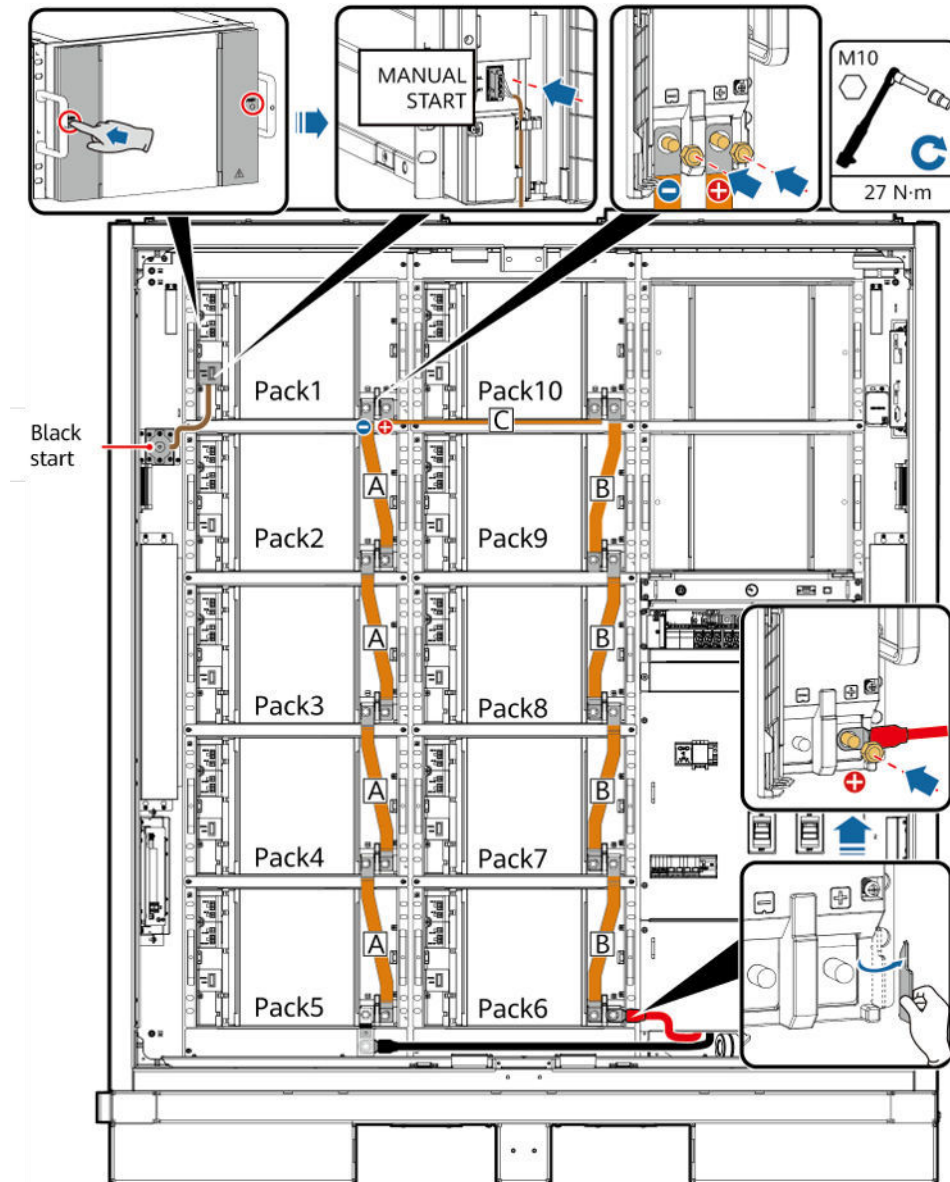 MANUAL
START
M10
27 N·m
Pack1
Pack10
C
Black
start
A
B
Pack2
Pack9
A
B
Pack3
Pack8
A
B
Pack4
Pack7
A
B
Pack5
Pack6